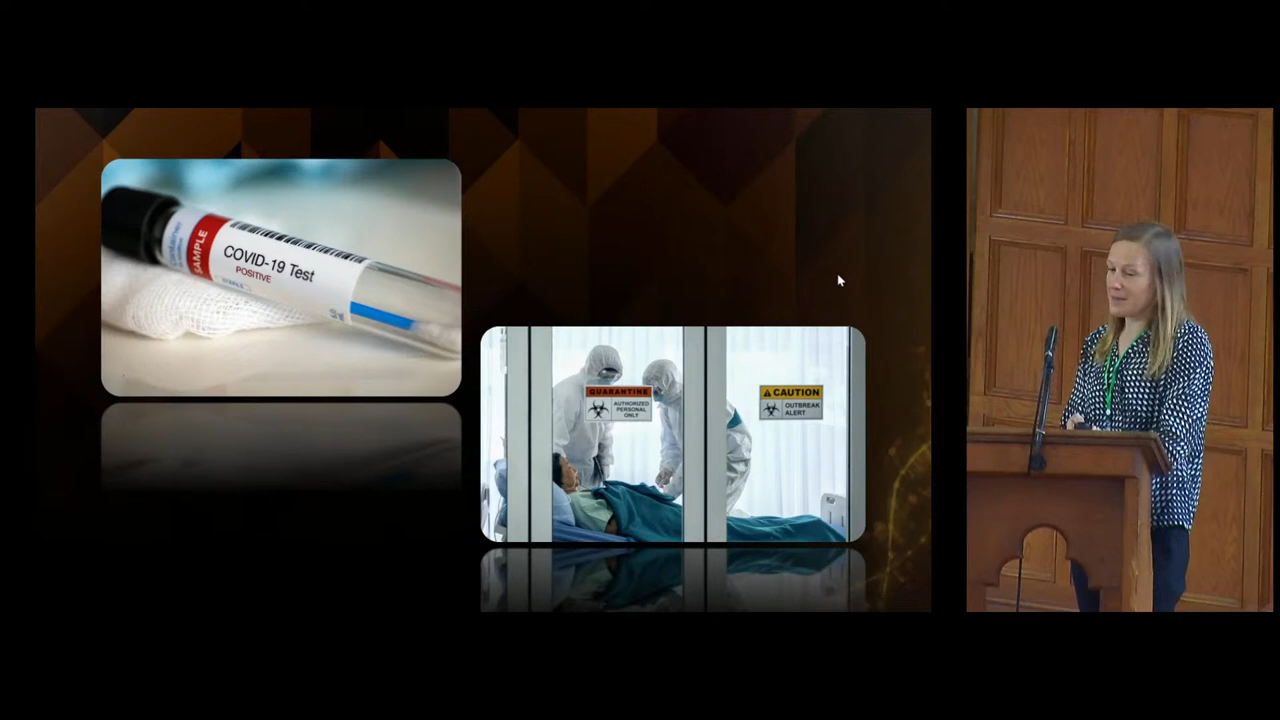 SAMPLE
COVID-19 Test
POSITIVE
QUARANTINE
AUTHORIZED
PERSONAL
ONLY
CAUTION
OUTBREAK
ALERT